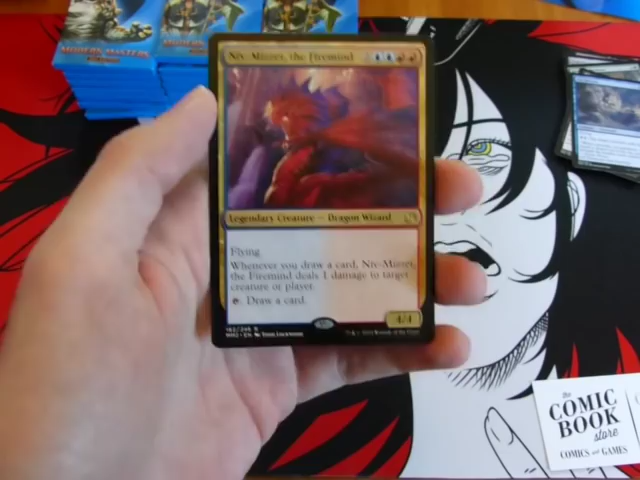 MODERN MASTERS
Niv-Mizzet, the Firemind
Legendary Creature — Dragon Wizard
Flying
Whenever you draw a card, Niv-Mizzet,
the Firemind deals 1 damage to target
creature or player.
: Draw a card.
4/4
MM2 • EN
the
COMIC
BOOK
store
COMICS and GAMES